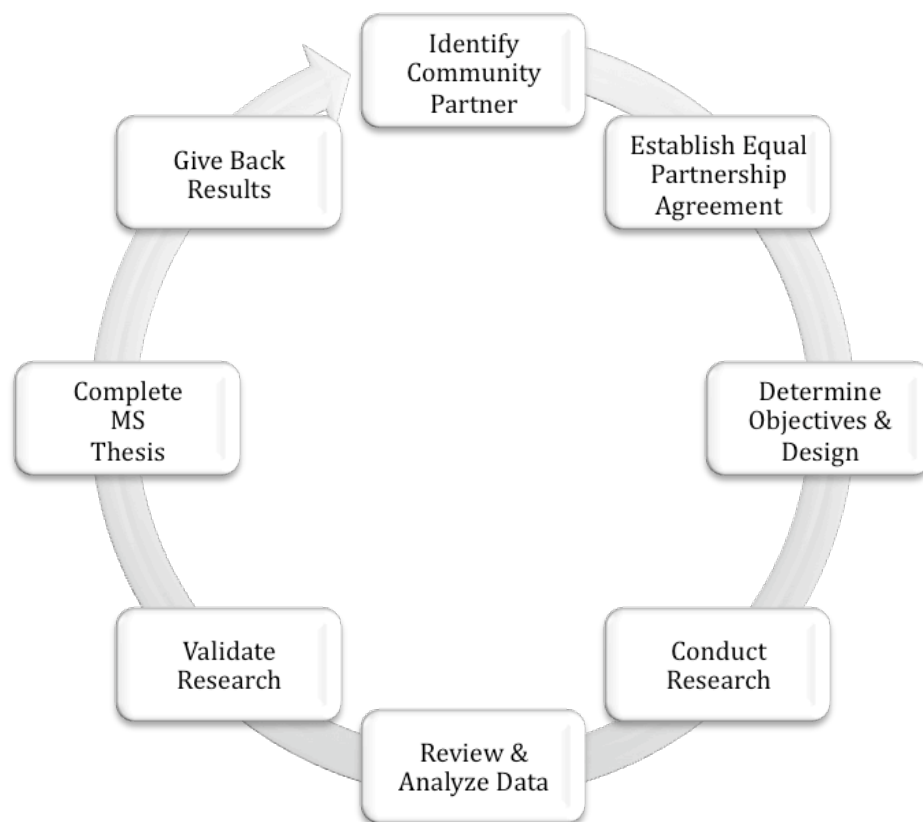 Identify
Community
Partner
Establish Equal
Partnership
Agreement
Determine
Objectives &
Design
Conduct
Research
Review &
Analyze Data
Validate
Research
Complete
MS
Thesis
Give Back
Results